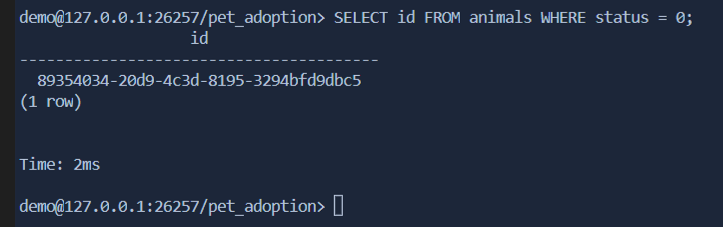 demo@127.0.0.1:26257/pet_adoption> SELECT id FROM animals WHERE status = 0;
id
----------------------------------------
89354034-20d9-4c3d-8195-3294bfd9dbc5
(1 row)
Time: 2ms
demo@127.0.0.1:26257/pet_adoption>